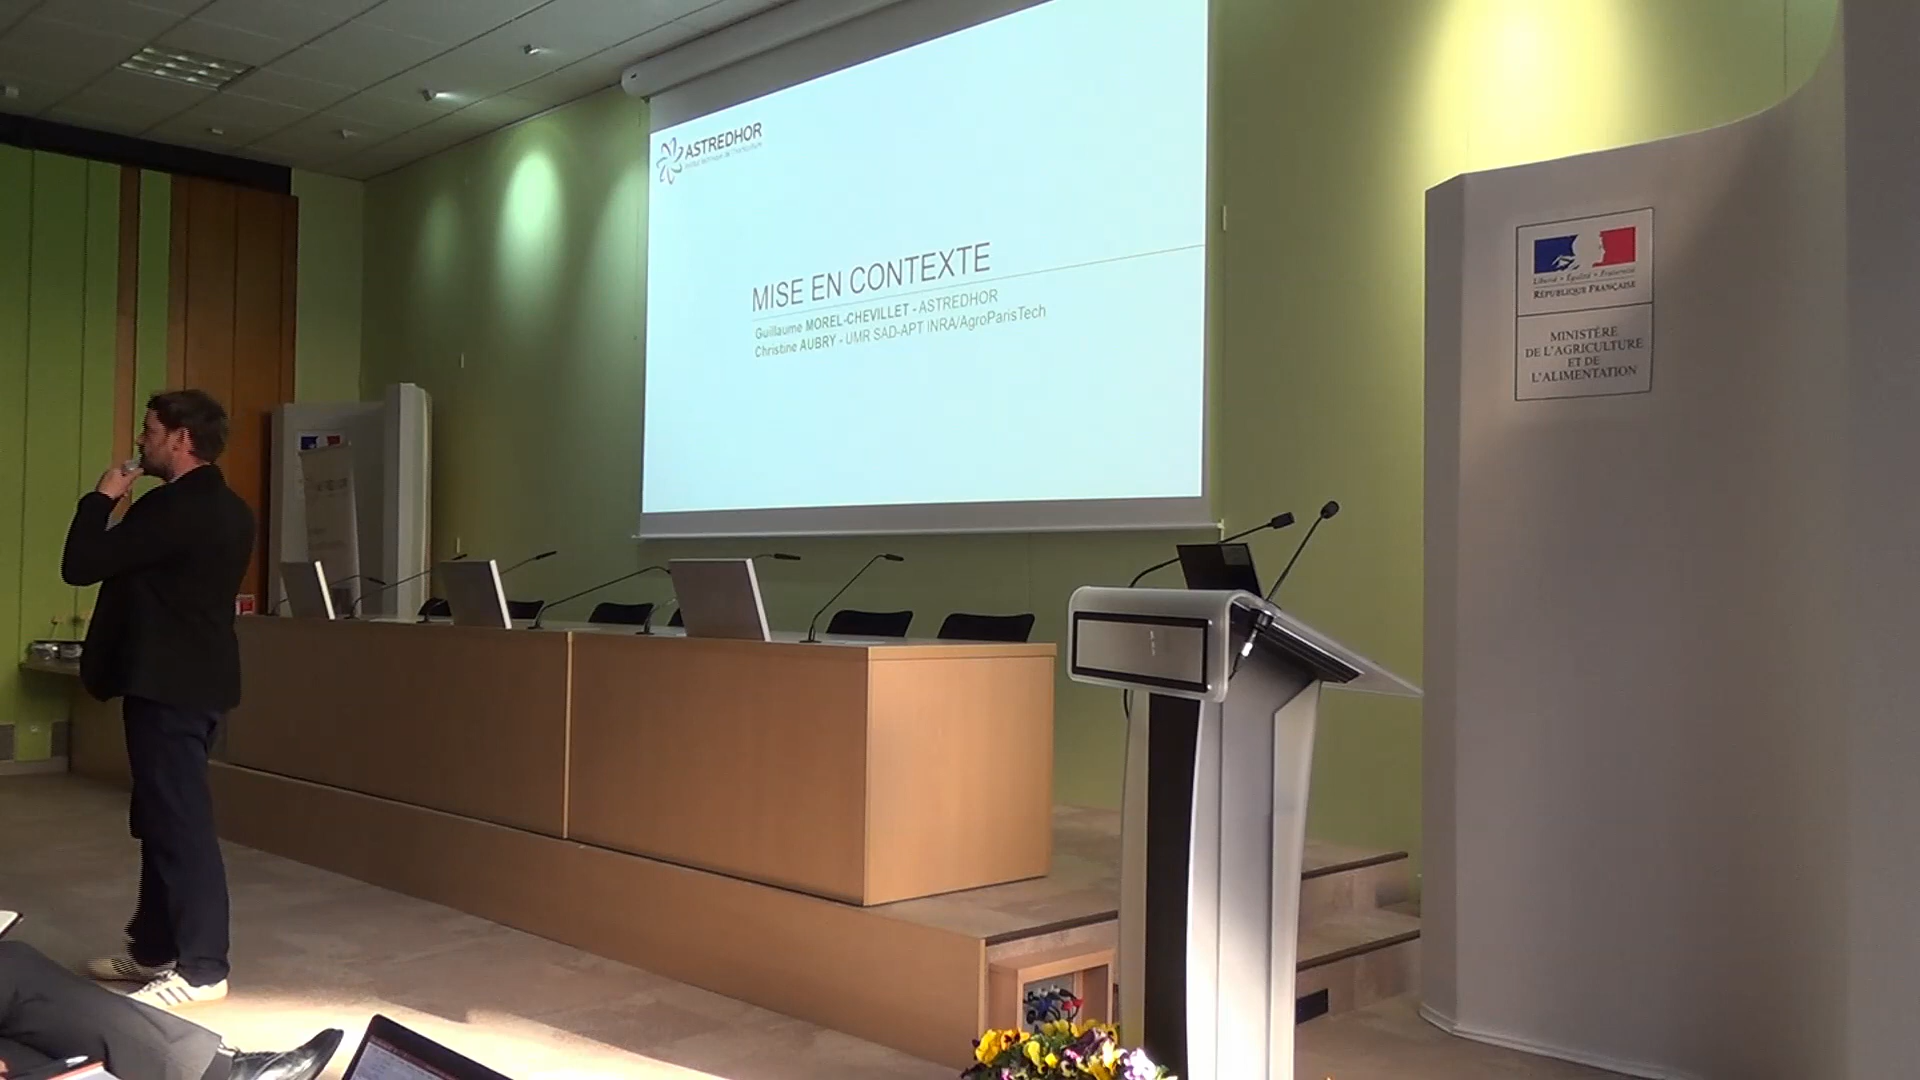 ASTREDHOR
MISE EN CONTEXTE
Guillaume MOREL-CHEVILLET - ASTREDHOR
Christine AUBRY - UMR SAD-APT INRA/AgroParisTech
Liberté • Égalité • Fraternité
RÉPUBLIQUE FRANÇAISE
MINISTÈRE
DE L'AGRICULTURE
ET DE
L'ALIMENTATION